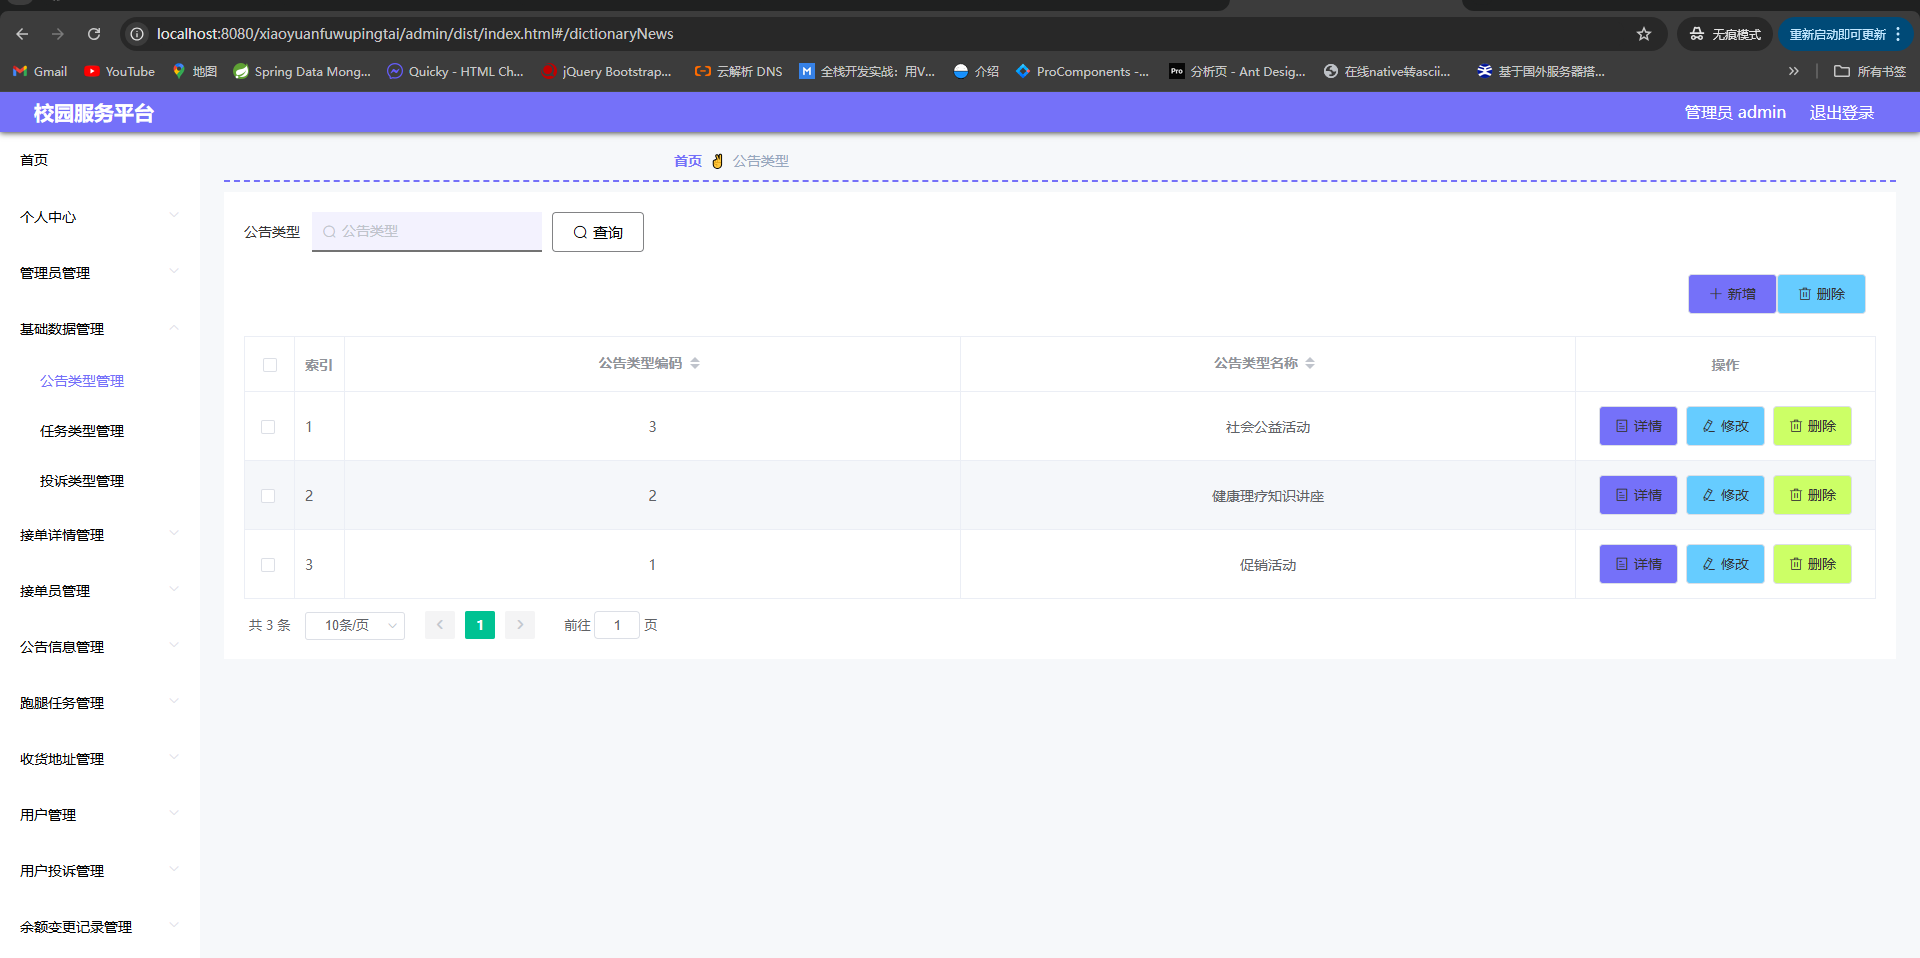 localhost:8080/xiaoyuanfuwupingtai/admin/dist/index.html#/dictionaryNews
无痕模式
重新启动即可更新
Gmail
YouTube
地图
Spring Data Mong...
Quicky - HTML Ch...
jQuery Bootstrap...
云解析 DNS
M 全栈开发实战：用V...
介绍
ProComponents -...
Pro 分析页 - Ant Desig...
在线native转ascii...
基于国外服务器搭...
所有书签
校园服务平台
管理员 admin
退出登录
首页
个人中心
管理员管理
基础数据管理
公告类型管理
任务类型管理
投诉类型管理
接单详情管理
接单员管理
公告信息管理
跑腿任务管理
收货地址管理
用户管理
用户投诉管理
余额变更记录管理
首页 ✌ 公告类型
公告类型 公告类型 查询
新增 删除
索引 公告类型编码 公告类型名称 操作
1 3 社会公益活动 详情 修改 删除
2 2 健康理疗知识讲座 详情 修改 删除
3 1 促销活动 详情 修改 删除
共 3 条 10条/页 1 前往 1 页